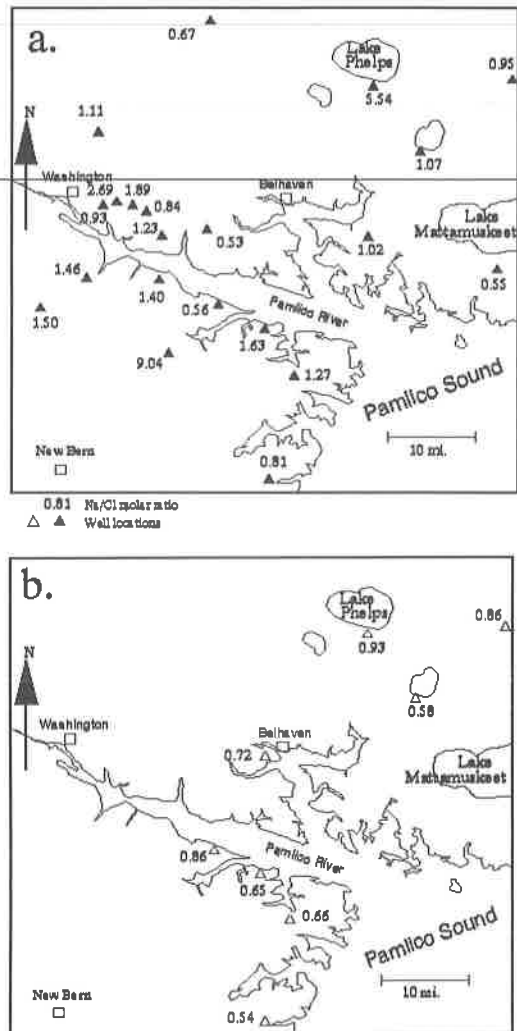 a.
0.67
Lake
Phelps
5.54
0.95
N
1.11
1.07
Washington
2.69
1.89
0.93
0.84
1.23
Belhaven
0.53
1.02
Lake
Mattamuskeet
0.55
1.46
1.40
1.50
0.56
Pamlico River
1.63
9.04
1.27
Pamlico Sound
10 mi.
New Bern
0.81
0.81 Na/Cl molar ratio
Well locations
b.
Lake
Phelps
0.93
0.86
N
0.58
Washington
Belhaven
0.72
Lake
Mattamuskeet
0.86
Pamlico River
0.65
0.66
Pamlico Sound
10 mi.
New Bern
0.54